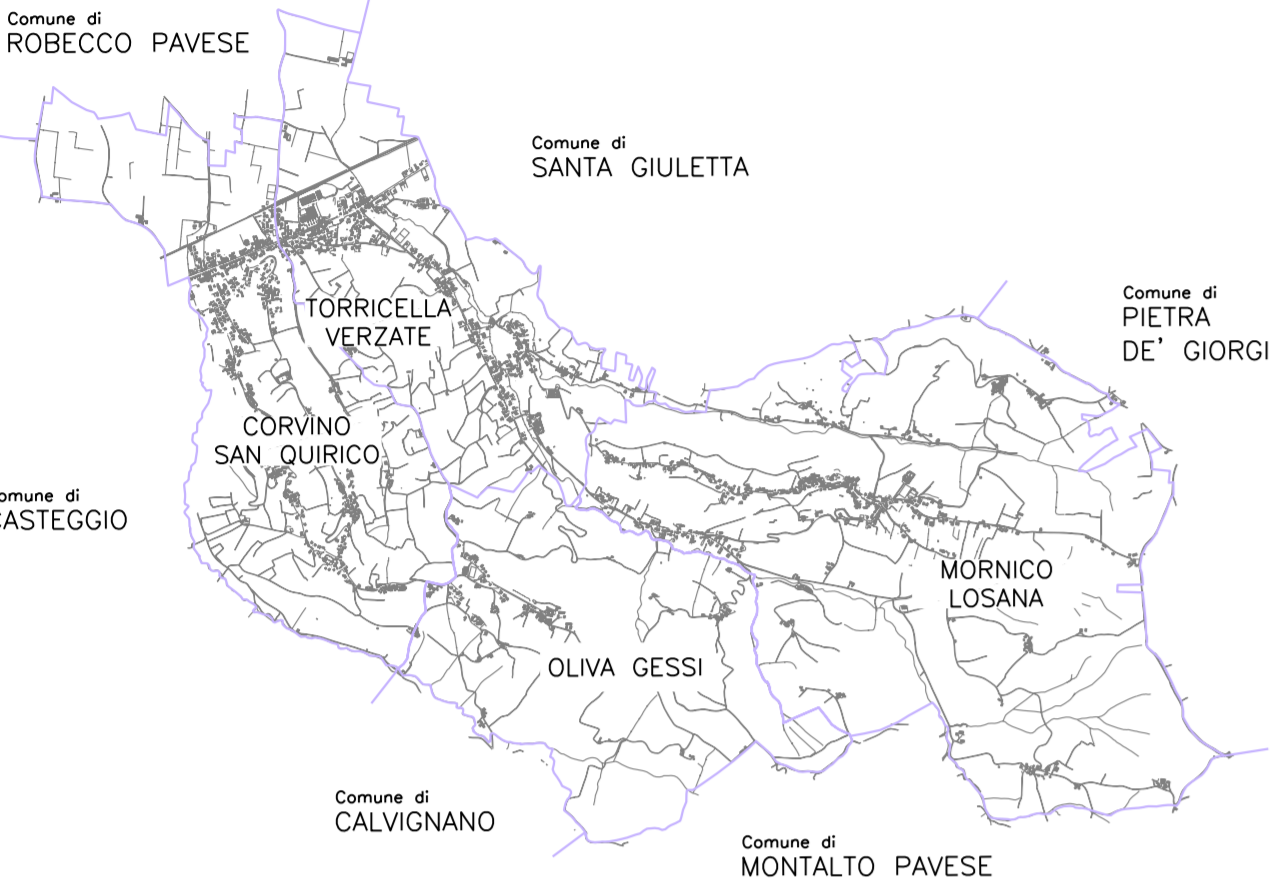 Comune di
ROBECCO PAVESE
Comune di
SANTA GIULETTA
Comune di
PIETRA
DE' GIORGI
TORRICELLA
VERZATE
CORVINO
SAN QUIRICO
omune di
CASTEGGIO
MORNICO
LOSANA
OLIVA GESSI
Comune di
CALVIGNANO
Comune di
MONTALTO PAVESE